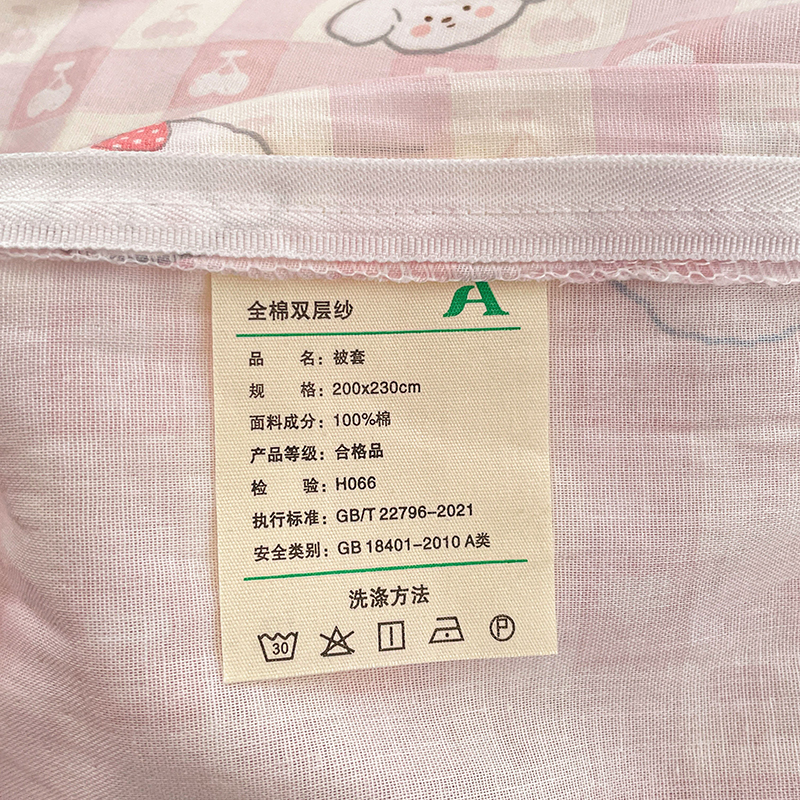 A
全棉双层纱
品 名：被套
规 格：200x230cm
面料成分：100%棉
产品等级：合格品
检 验：H066
执行标准：GB/T 22796-2021
安全类别：GB 18401-2010 A类
洗涤方法
30 P